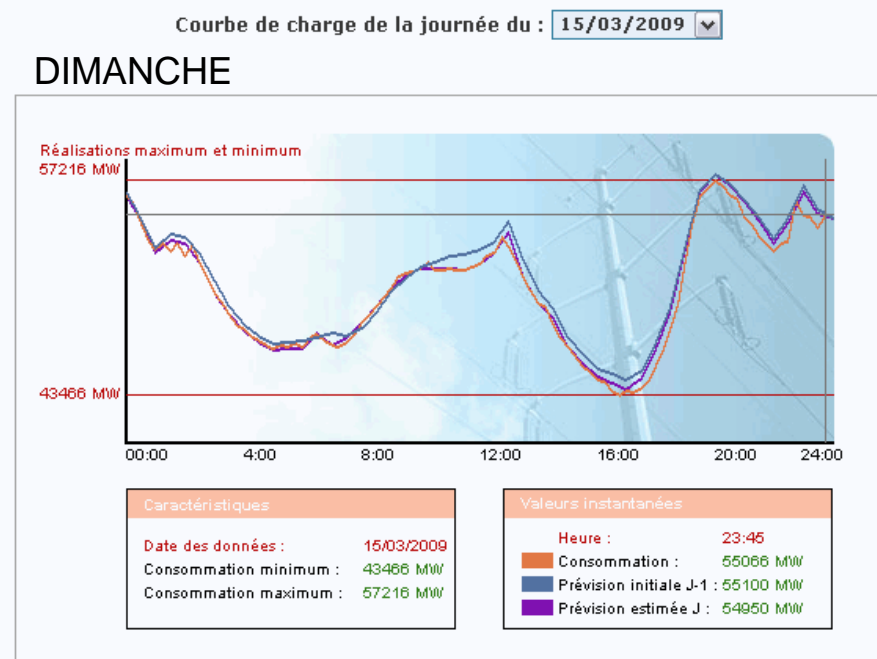 Courbe de charge de la journée du : 15/03/2009
DIMANCHE
Réalisations maximum et minimum
57216 MW
43466 MW
00:00 4:00 8:00 12:00 16:00 20:00 24:00
Caractéristiques
Date des données : 15/03/2009
Consommation minimum : 43466 MW
Consommation maximum : 57216 MW
Valeurs instantanées
Heure : 23:45
Consommation : 55066 MW
Prévision initiale J-1 : 55100 MW
Prévision estimée J : 54950 MW